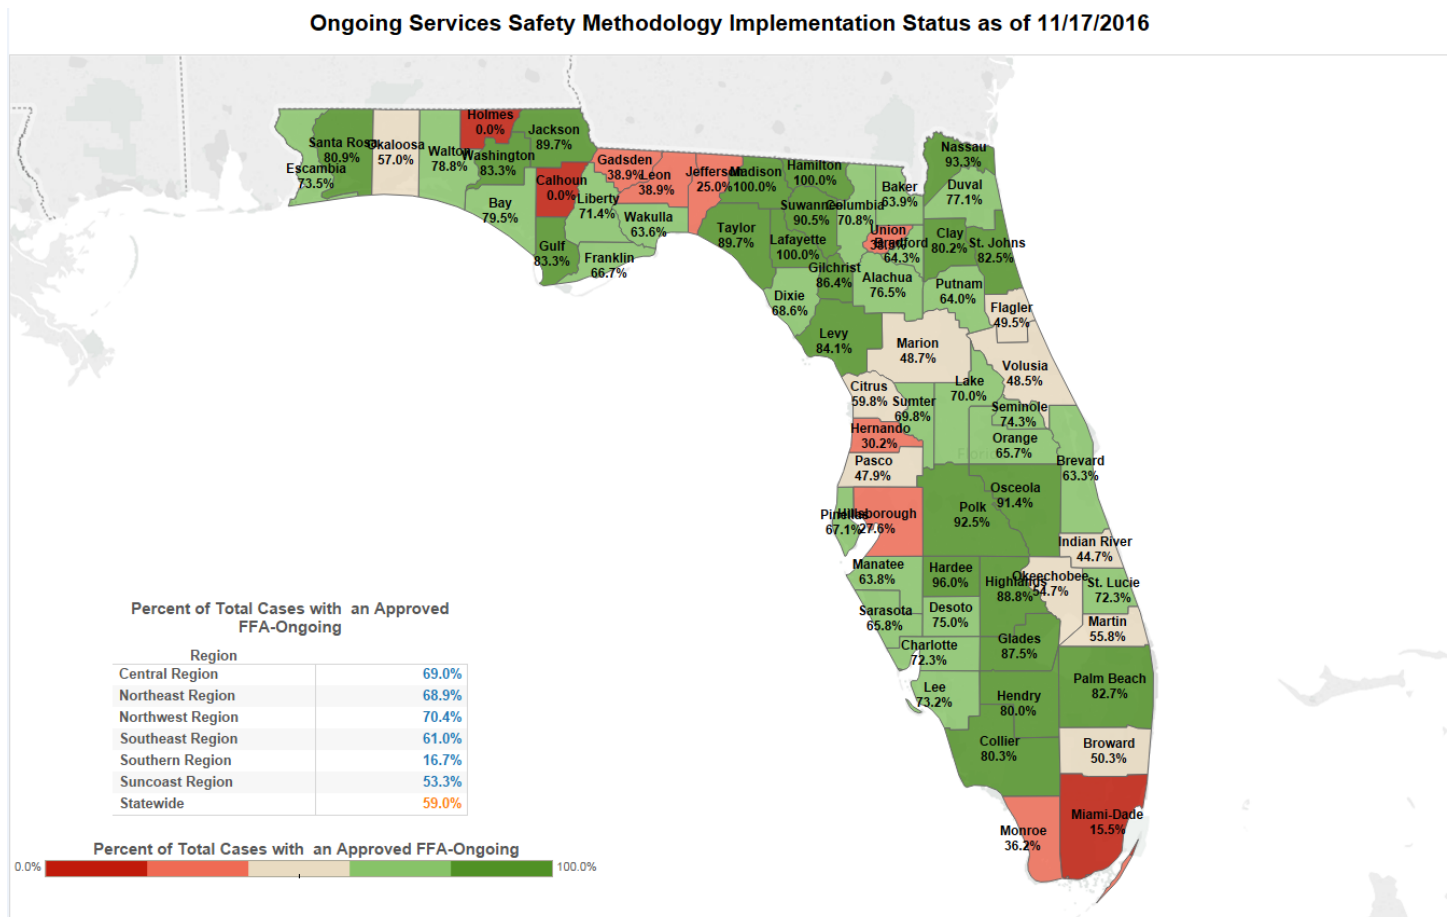 Ongoing Services Safety Methodology Implementation Status as of 11/17/2016
Holmes
0.0%
Jackson
89.7%
Santa Rosa
80.9%
Okaloosa
57.0%
Walton
78.8%
Washington
83.3%
Escambia
73.5%
Calhoun
0.0%
Bay
79.5%
Liberty
71.4%
Gulf
83.3%
Franklin
66.7%
Wakulla
63.6%
Gadsden
38.9%
Leon
38.9%
Jefferson
25.0%
Madison
100.0%
Hamilton
100.0%
Taylor
89.7%
Suwannee
90.5%
Columbia
70.8%
Lafayette
100.0%
Baker
63.9%
Nassau
93.3%
Duval
77.1%
Union
Bradford
64.3%
Clay
80.2%
St. Johns
82.5%
Gilchrist
86.4%
Alachua
76.5%
Putnam
64.0%
Dixie
68.6%
Flagler
49.5%
Levy
84.1%
Marion
48.7%
Volusia
48.5%
Citrus
59.8%
Sumter
69.8%
Lake
70.0%
Seminole
74.3%
Hernando
30.2%
Orange
65.7%
Pasco
47.9%
Brevard
63.3%
Pinellas
67.1%
Hillsborough
27.6%
Polk
92.5%
Osceola
91.4%
Indian River
44.7%
Manatee
63.8%
Hardee
96.0%
Highlands
88.8%
Okeechobee
54.7%
St. Lucie
72.3%
Sarasota
65.8%
Desoto
75.0%
Martin
55.8%
Charlotte
72.3%
Glades
87.5%
Lee
73.2%
Hendry
80.0%
Palm Beach
82.7%
Collier
80.3%
Broward
50.3%
Monroe
36.2%
Miami-Dade
15.5%
Percent of Total Cases with an Approved
FFA-Ongoing
Region
Central Region 69.0%
Northeast Region 68.9%
Northwest Region 70.4%
Southeast Region 61.0%
Southern Region 16.7%
Suncoast Region 53.3%
Statewide 59.0%
Percent of Total Cases with an Approved FFA-Ongoing
0.0% 100.0%